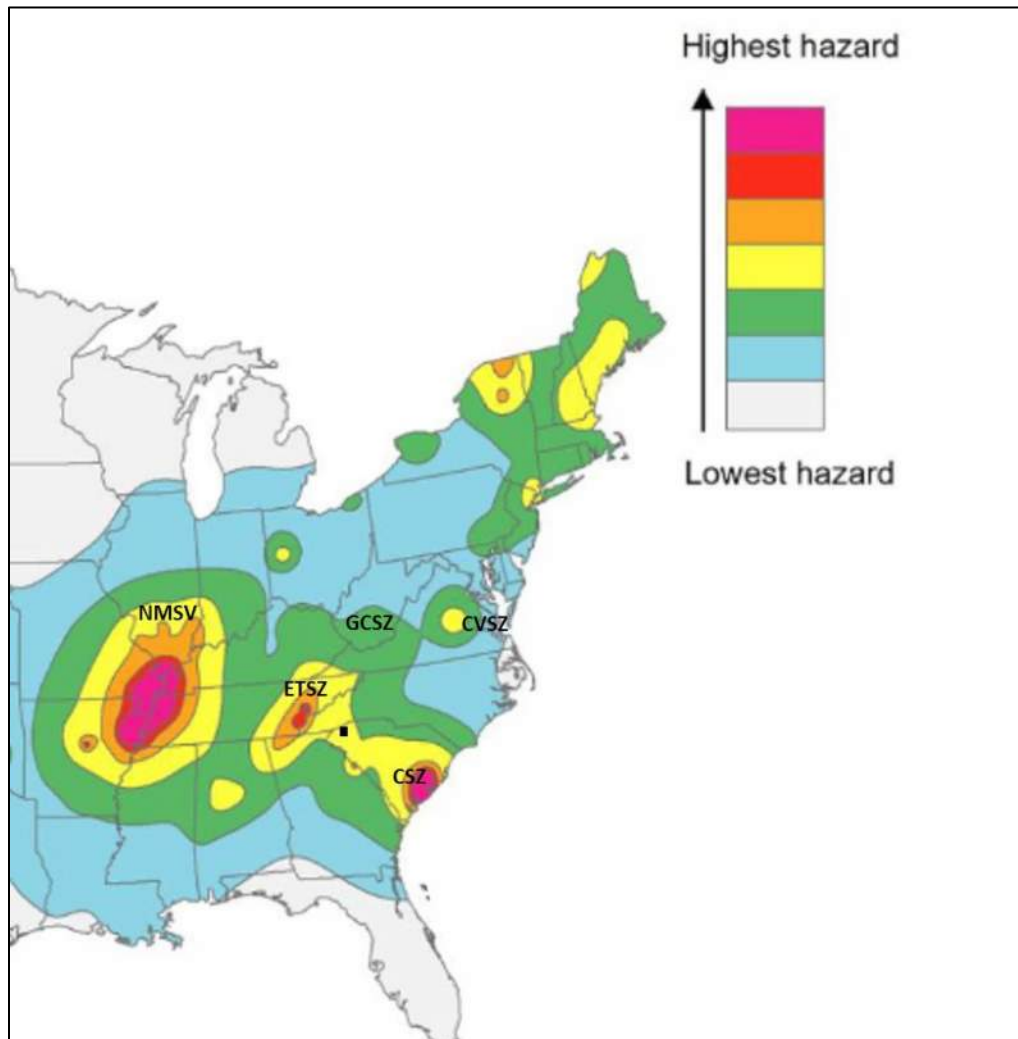 Highest hazard
Lowest hazard
NMSV
GCSZ
CVSZ
ETSZ
CSZ